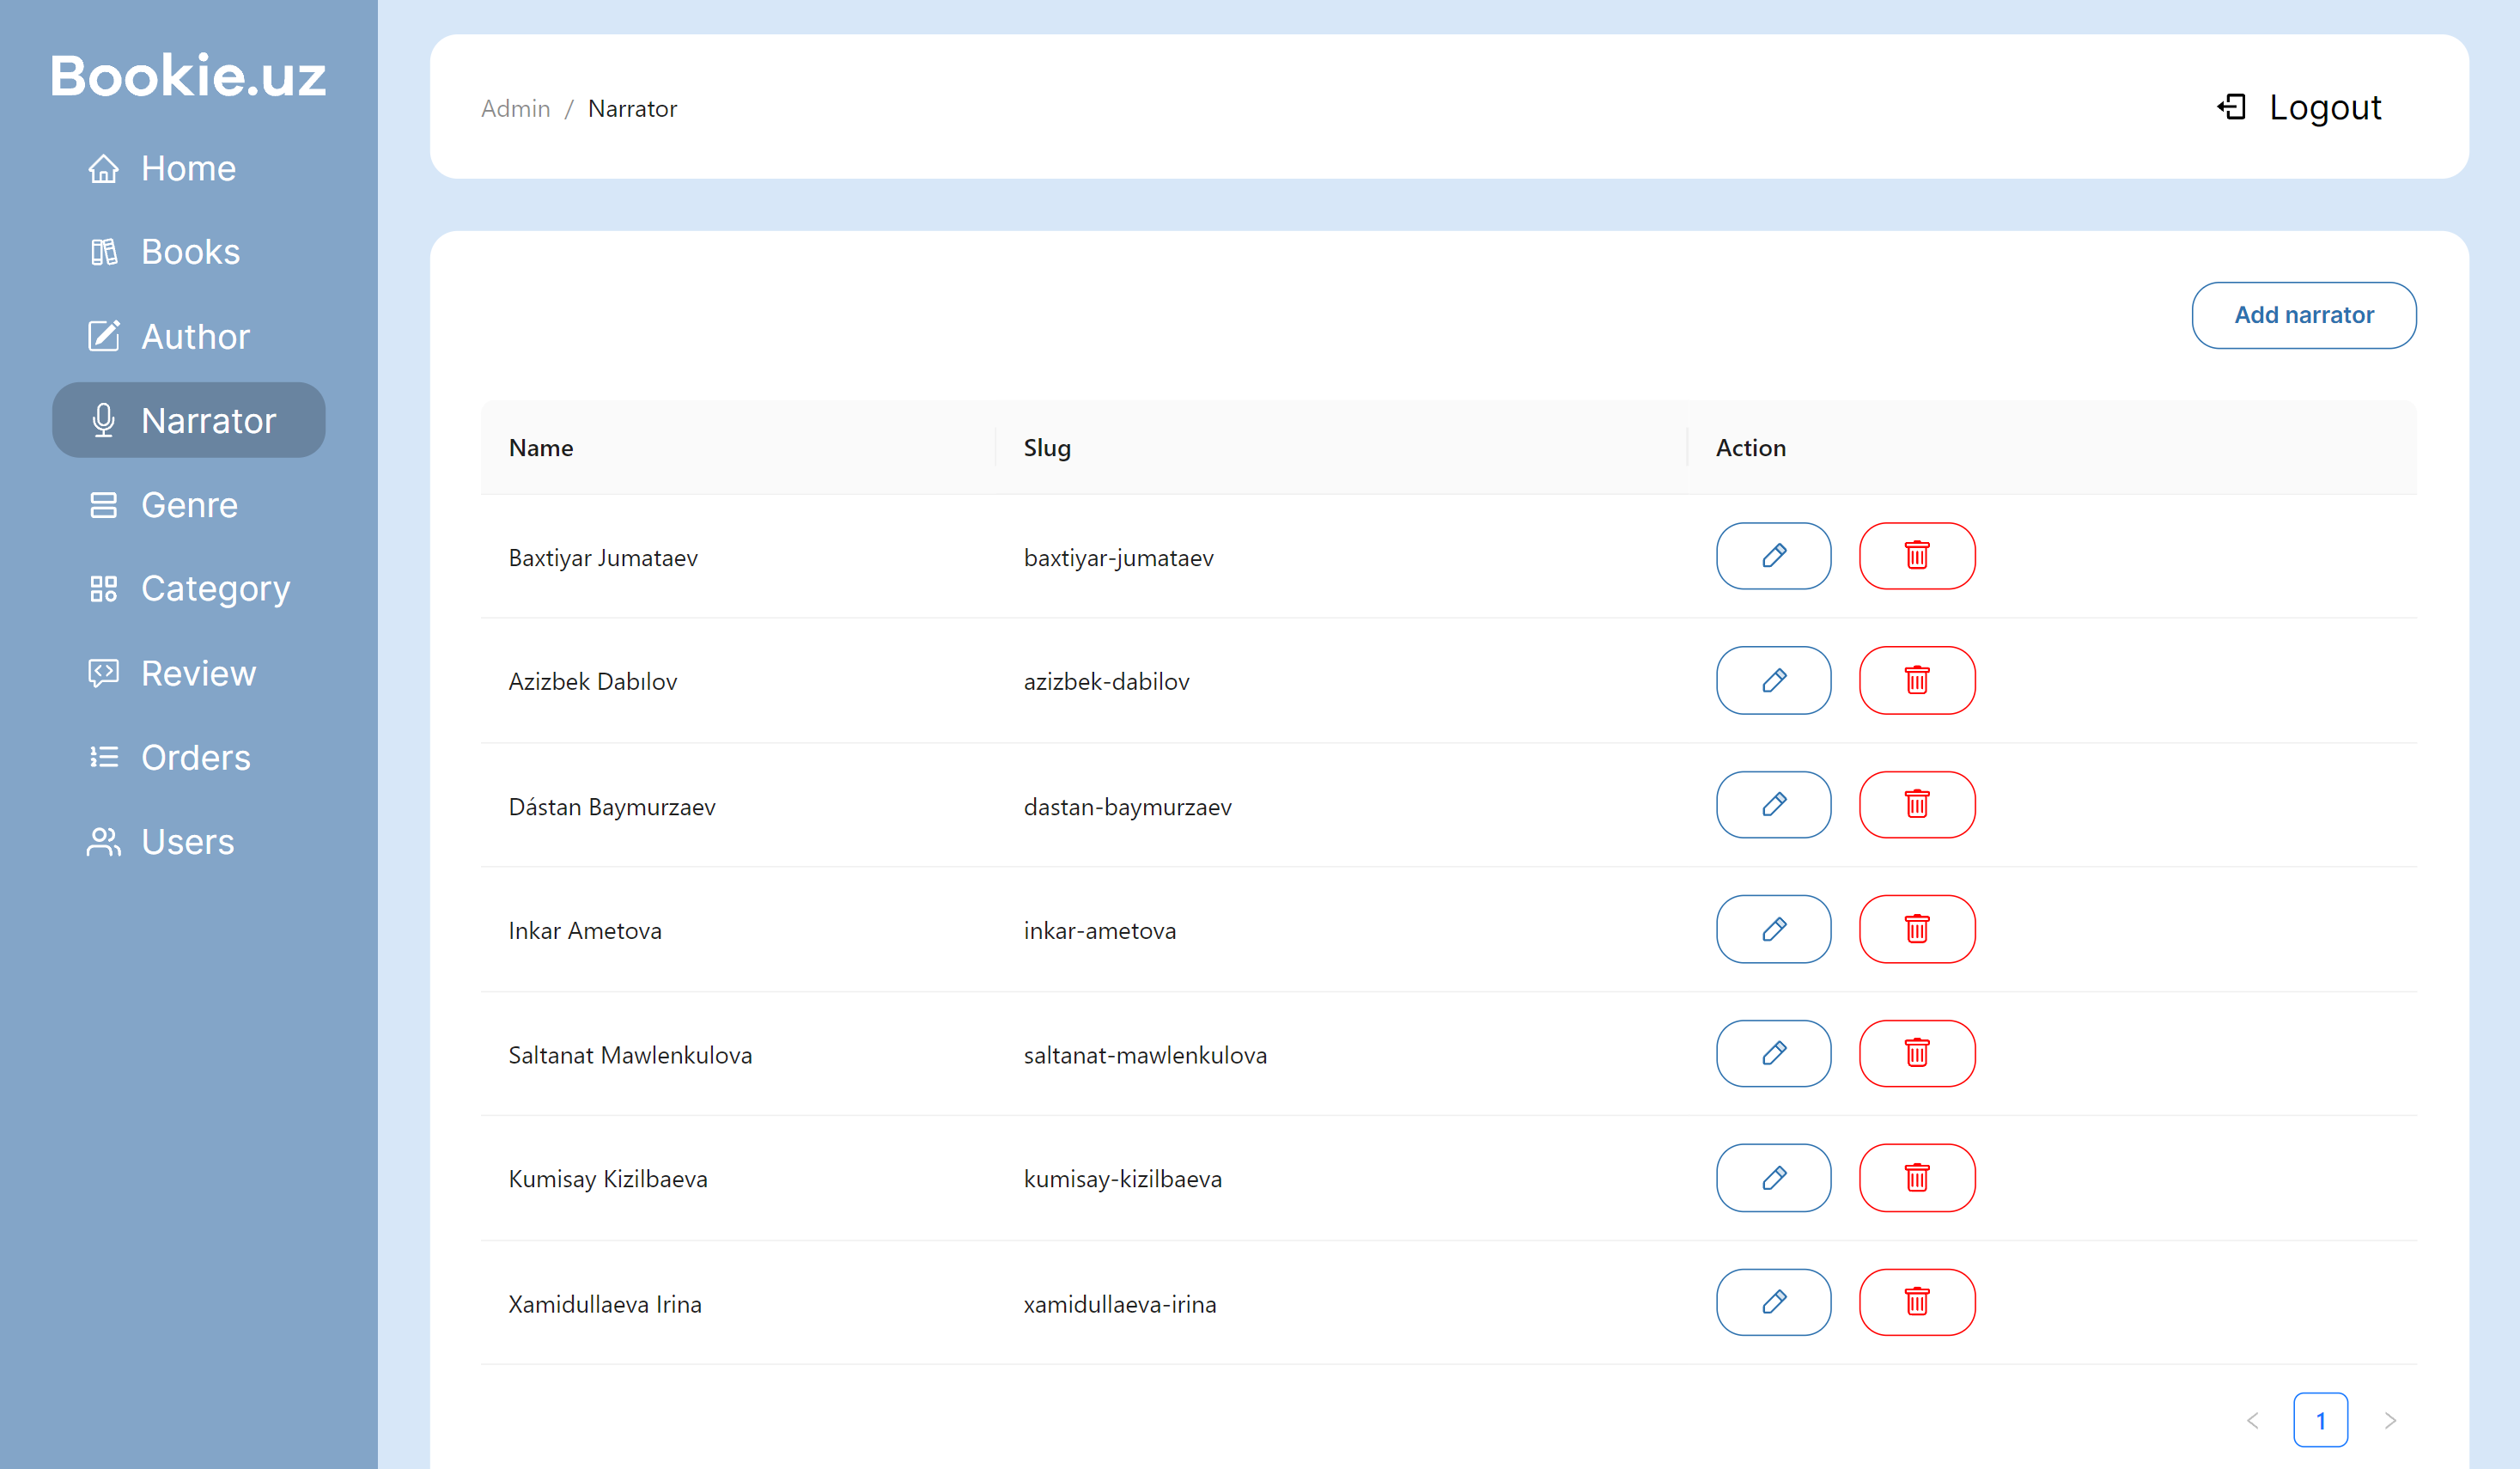 Bookie.uz
Home
Books
Author
Narrator
Genre
Category
Review
Orders
Users
Admin / Narrator
Logout
Add narrator
Name Slug Action
Baxtiyar Jumataev baxtiyar-jumataev
Azizbek Dabılov azizbek-dabilov
Dástan Baymurzaev dastan-baymurzaev
Inkar Ametova inkar-ametova
Saltanat Mawlenkulova saltanat-mawlenkulova
Kumisay Kizilbaeva kumisay-kizilbaeva
Xamidullaeva Irina xamidullaeva-irina
< 1 >